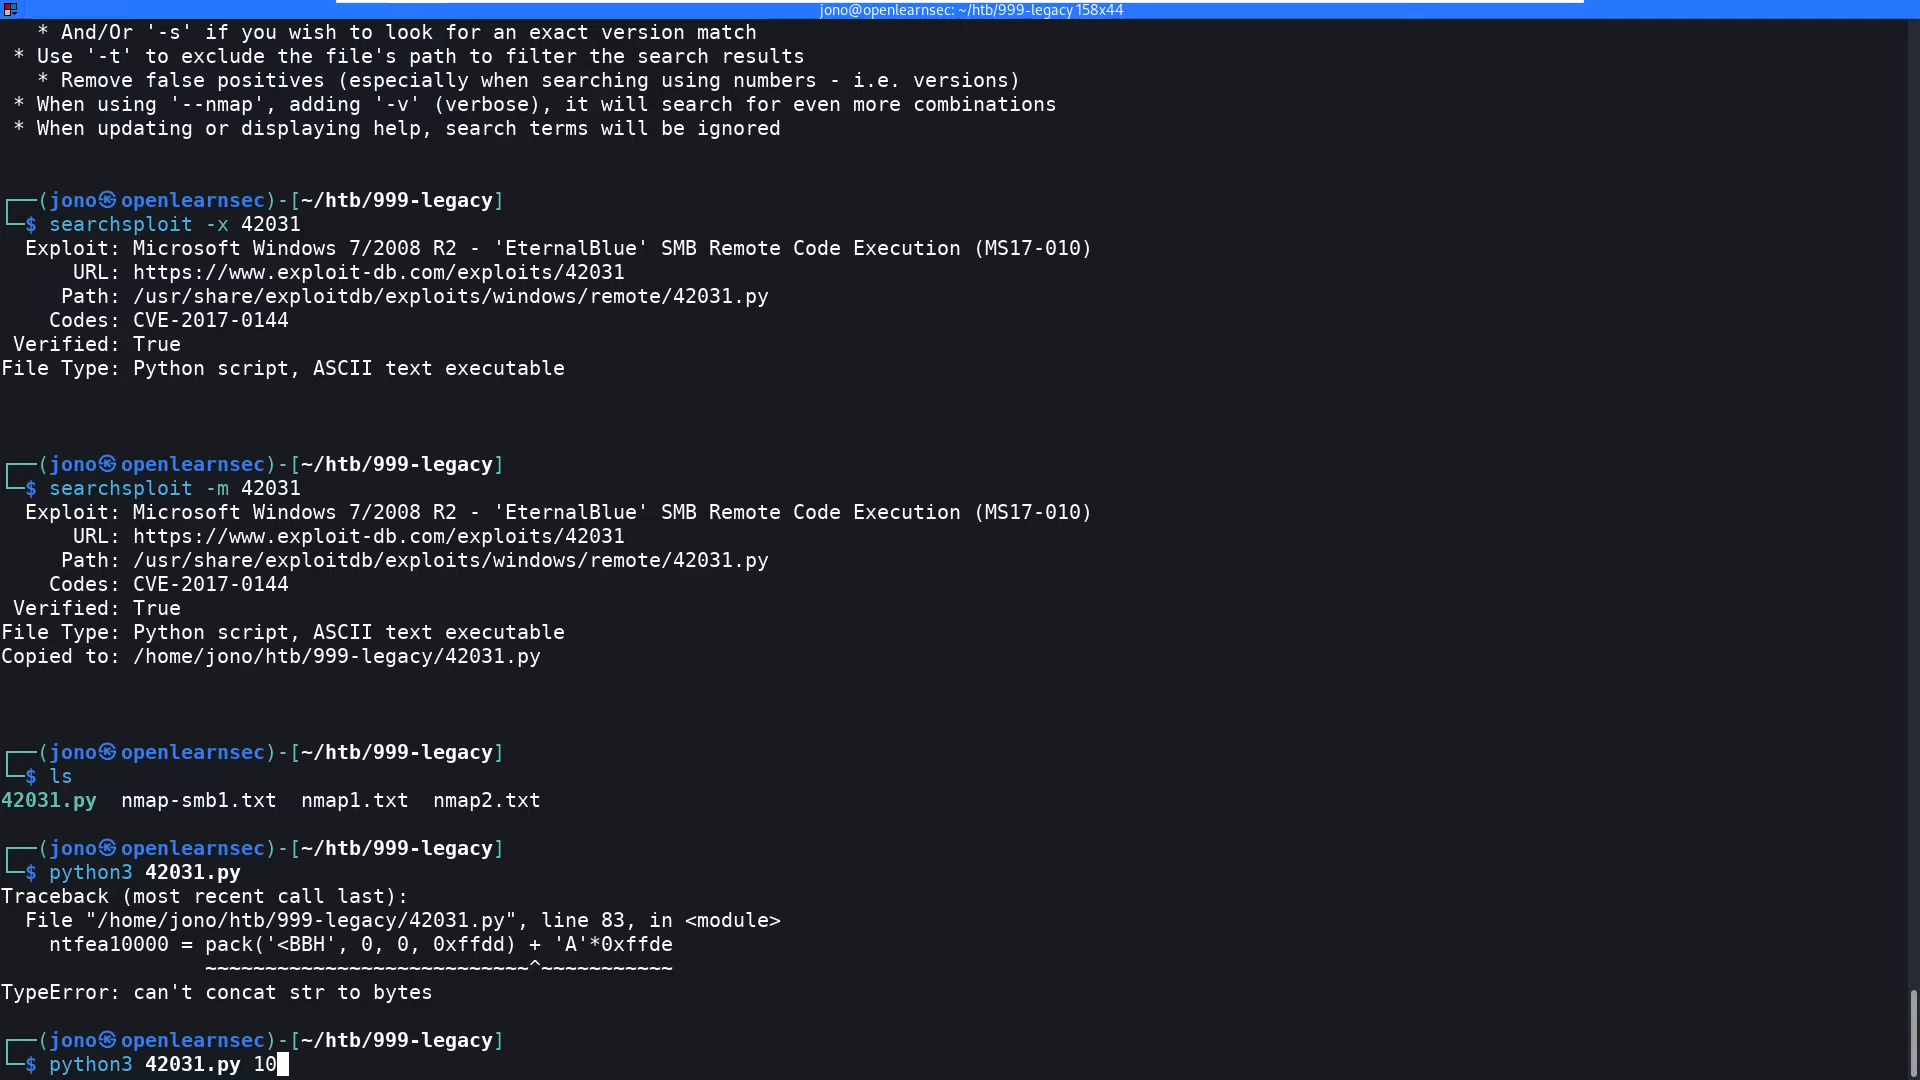 jono@openlearnsec: ~/htb/999-legacy 158x44
* And/Or '-s' if you wish to look for an exact version match
* Use '-t' to exclude the file's path to filter the search results
* Remove false positives (especially when searching using numbers - i.e. versions)
* When using '--nmap', adding '-v' (verbose), it will search for even more combinations
* When updating or displaying help, search terms will be ignored
┌──(jono㉿openlearnsec)-[~/htb/999-legacy]
└─$ searchsploit -x 42031
Exploit: Microsoft Windows 7/2008 R2 - 'EternalBlue' SMB Remote Code Execution (MS17-010)
URL: https://www.exploit-db.com/exploits/42031
Path: /usr/share/exploitdb/exploits/windows/remote/42031.py
Codes: CVE-2017-0144
Verified: True
File Type: Python script, ASCII text executable
┌──(jono㉿openlearnsec)-[~/htb/999-legacy]
└─$ searchsploit -m 42031
Exploit: Microsoft Windows 7/2008 R2 - 'EternalBlue' SMB Remote Code Execution (MS17-010)
URL: https://www.exploit-db.com/exploits/42031
Path: /usr/share/exploitdb/exploits/windows/remote/42031.py
Codes: CVE-2017-0144
Verified: True
File Type: Python script, ASCII text executable
Copied to: /home/jono/htb/999-legacy/42031.py
┌──(jono㉿openlearnsec)-[~/htb/999-legacy]
└─$ ls
42031.py  nmap-smb1.txt  nmap1.txt  nmap2.txt
┌──(jono㉿openlearnsec)-[~/htb/999-legacy]
└─$ python3 42031.py
Traceback (most recent call last):
File "/home/jono/htb/999-legacy/42031.py", line 83, in <module>
ntfea10000 = pack('<BBH', 0, 0, 0xffdd) + 'A'*0xffde
~~~~~~~~~~~~~~~~~~~~~~~~~~~^~~~~~~~~~~~
TypeError: can't concat str to bytes
┌──(jono㉿openlearnsec)-[~/htb/999-legacy]
└─$ python3 42031.py 10